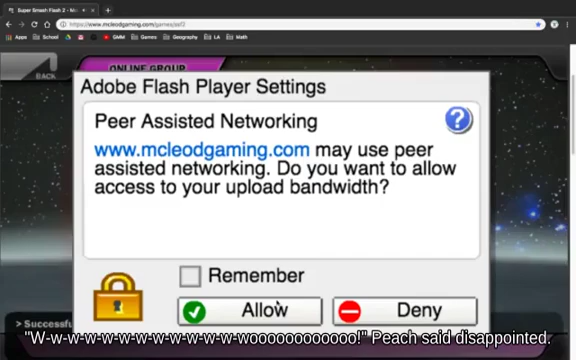 Super Smash Flash 2 - M
https://www.mcleodgaming.com/games/ssf2
Apps School GMM Games Geography LA Math
BACK
ONLINE GROUP
Adobe Flash Player Settings
Peer Assisted Networking
?
www.mcleodgaming.com may use peer
assisted networking. Do you want to allow
access to your upload bandwidth?
Remember
Allow Deny
> Successfu
"W-w-w-w-w-w-w-w-w-w-w-w-woooooooooooo!" Peach said disappointed.